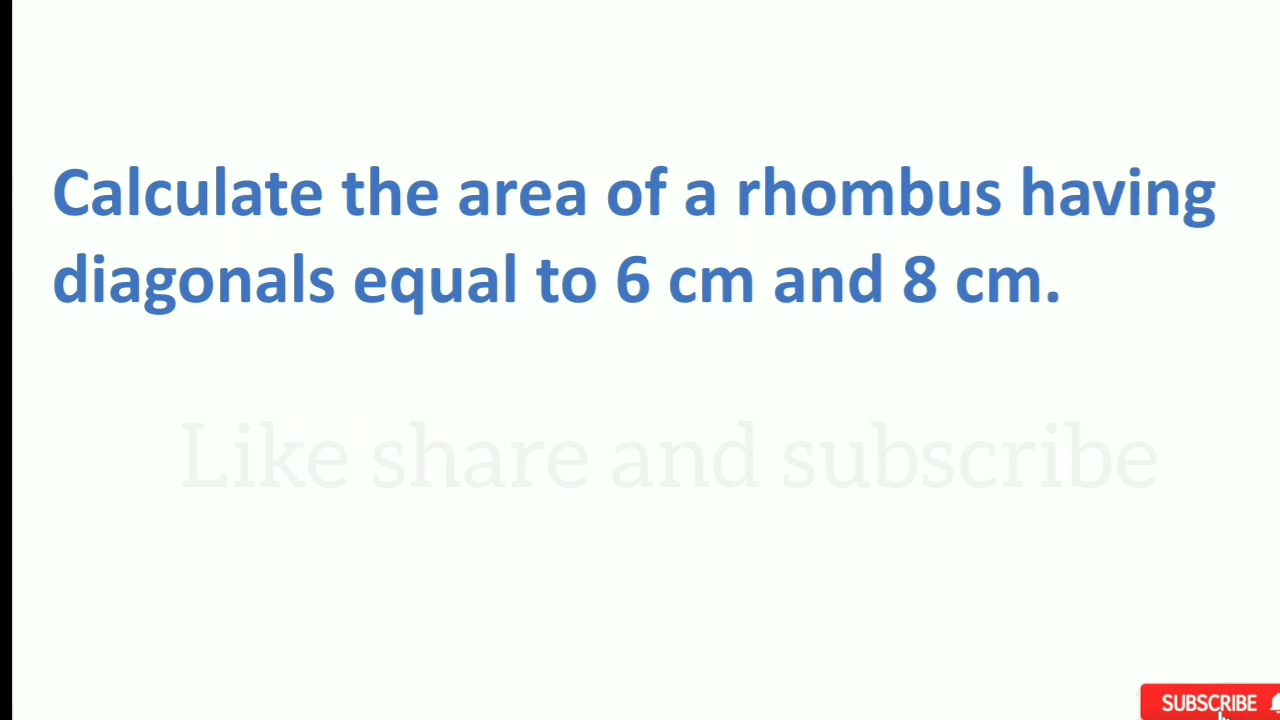 Calculate the area of a rhombus having
diagonals equal to 6 cm and 8 cm.
Like share and subscribe
SUBSCRIBE